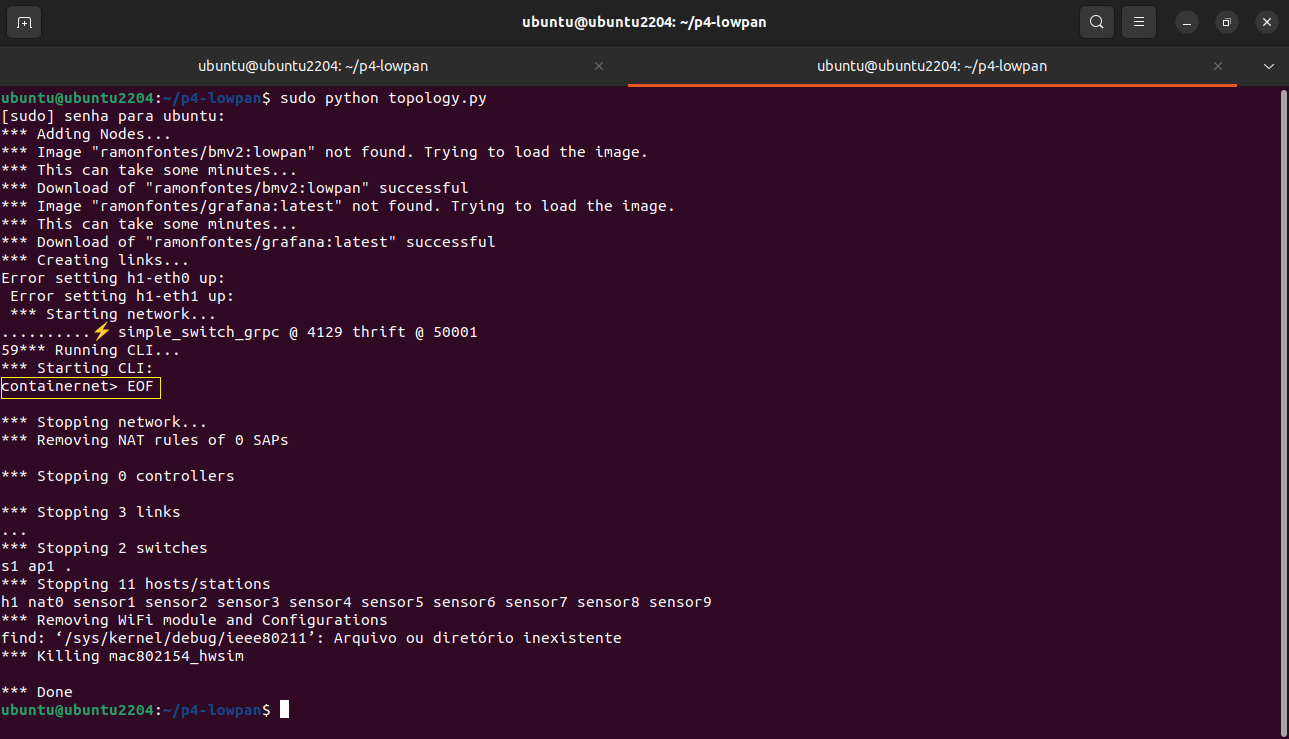 ubuntu@ubuntu2204: ~/p4-lowpan
ubuntu@ubuntu2204: ~/p4-lowpan
ubuntu@ubuntu2204: ~/p4-lowpan
ubuntu@ubuntu2204:~/p4-lowpan$ sudo python topology.py
[sudo] senha para ubuntu:
*** Adding Nodes...
*** Image "ramonfontes/bmv2:lowpan" not found. Trying to load the image.
*** This can take some minutes...
*** Download of "ramonfontes/bmv2:lowpan" successful
*** Image "ramonfontes/grafana:latest" not found. Trying to load the image.
*** This can take some minutes...
*** Download of "ramonfontes/grafana:latest" successful
*** Creating links...
Error setting h1-eth0 up:
 Error setting h1-eth1 up:
 *** Starting network...
..........⚡ simple_switch_grpc @ 4129 thrift @ 50001
59*** Running CLI...
*** Starting CLI:
containernet> EOF
*** Stopping network...
*** Removing NAT rules of 0 SAPs
*** Stopping 0 controllers
*** Stopping 3 links
...
*** Stopping 2 switches
s1 ap1 .
*** Stopping 11 hosts/stations
h1 nat0 sensor1 sensor2 sensor3 sensor4 sensor5 sensor6 sensor7 sensor8 sensor9
*** Removing WiFi module and Configurations
find: ‘/sys/kernel/debug/ieee80211’: Arquivo ou diretório inexistente
*** Killing mac802154_hwsim
*** Done
ubuntu@ubuntu2204:~/p4-lowpan$